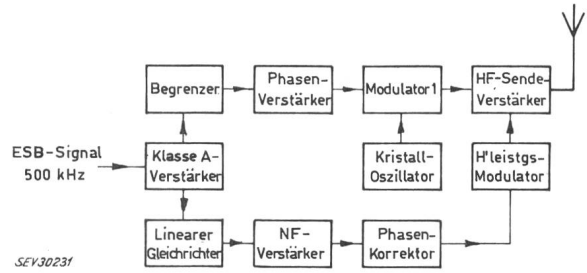 Begrenzer
Phasen-
Verstärker
Modulator 1
HF-Sende-
Verstärker
ESB-Signal
500 kHz
Klasse A-
Verstärker
Kristall-
Oszillator
H'leistgs-
Modulator
Linearer
Gleichrichter
NF-
Verstärker
Phasen-
Korrektor
SEV30231